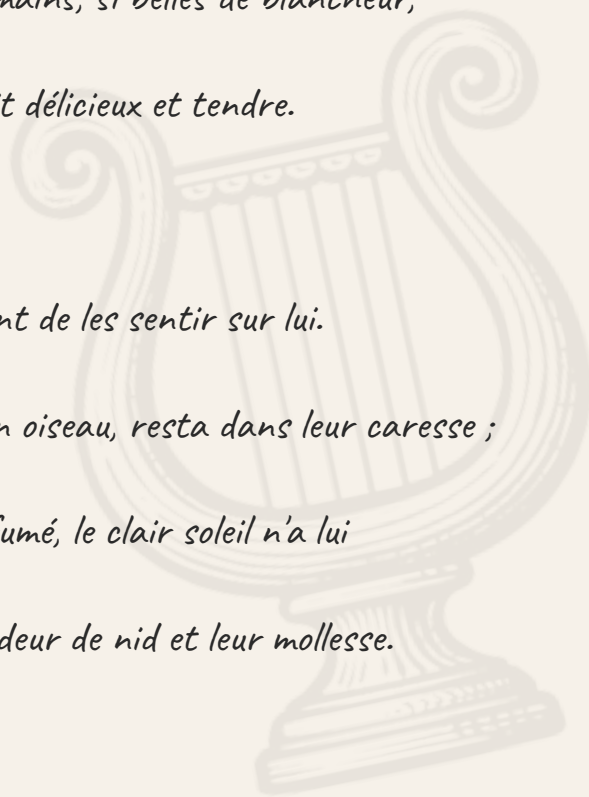 mains, si belles de blancheur,
t délicieux et tendre.
nt de les sentir sur lui.
n oiseau, resta dans leur caresse ;
umé, le clair soleil n'a lui
deur de nid et leur mollesse.